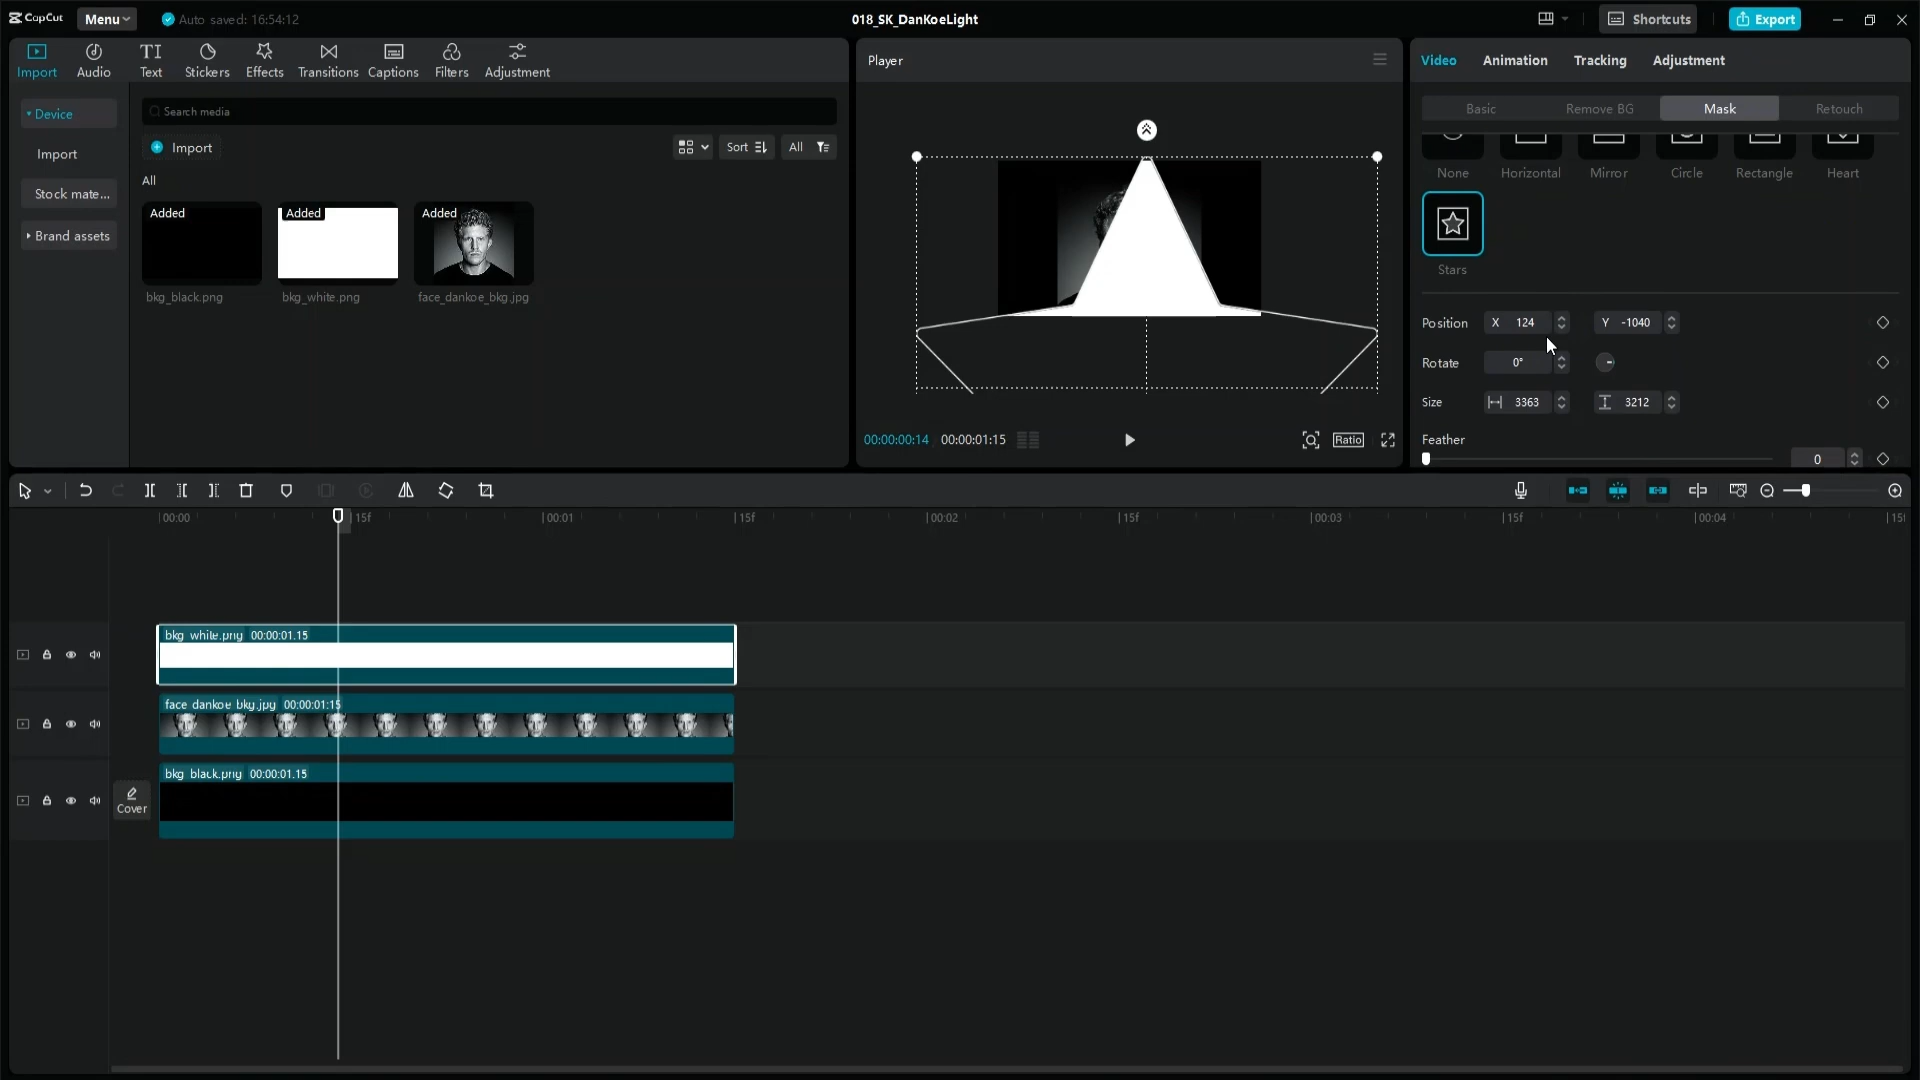 CapCut
Menu
Auto saved: 16:54:12
018_SK_DanKoeLight
Shortcuts
Export
Import
Audio
TI
Text
Stickers
Effects
Transitions
Captions
Filters
Adjustment
Device
Import
Stock mate...
Brand assets
Search media
Import
Sort
All
All
Added
bkg_black.png
Added
bkg_white.png
Added
face_dankoe_bkg.jpg
Player
00:00:00:14
00:00:01:15
Ratio
Video
Animation
Tracking
Adjustment
Basic
Remove BG
Mask
Retouch
None
Horizontal
Mirror
Circle
Rectangle
Heart
Stars
Position
X 124
Y -1040
Rotate
0°
Size
3363
3212
Feather
0
00:00
15f
00:01
15f
00:02
15f
00:03
15f
00:04
15f
bkg_white.png 00:00:01:15
face_dankoe_bkg.jpg 00:00:01:15
Cover
bkg_black.png 00:00:01:15